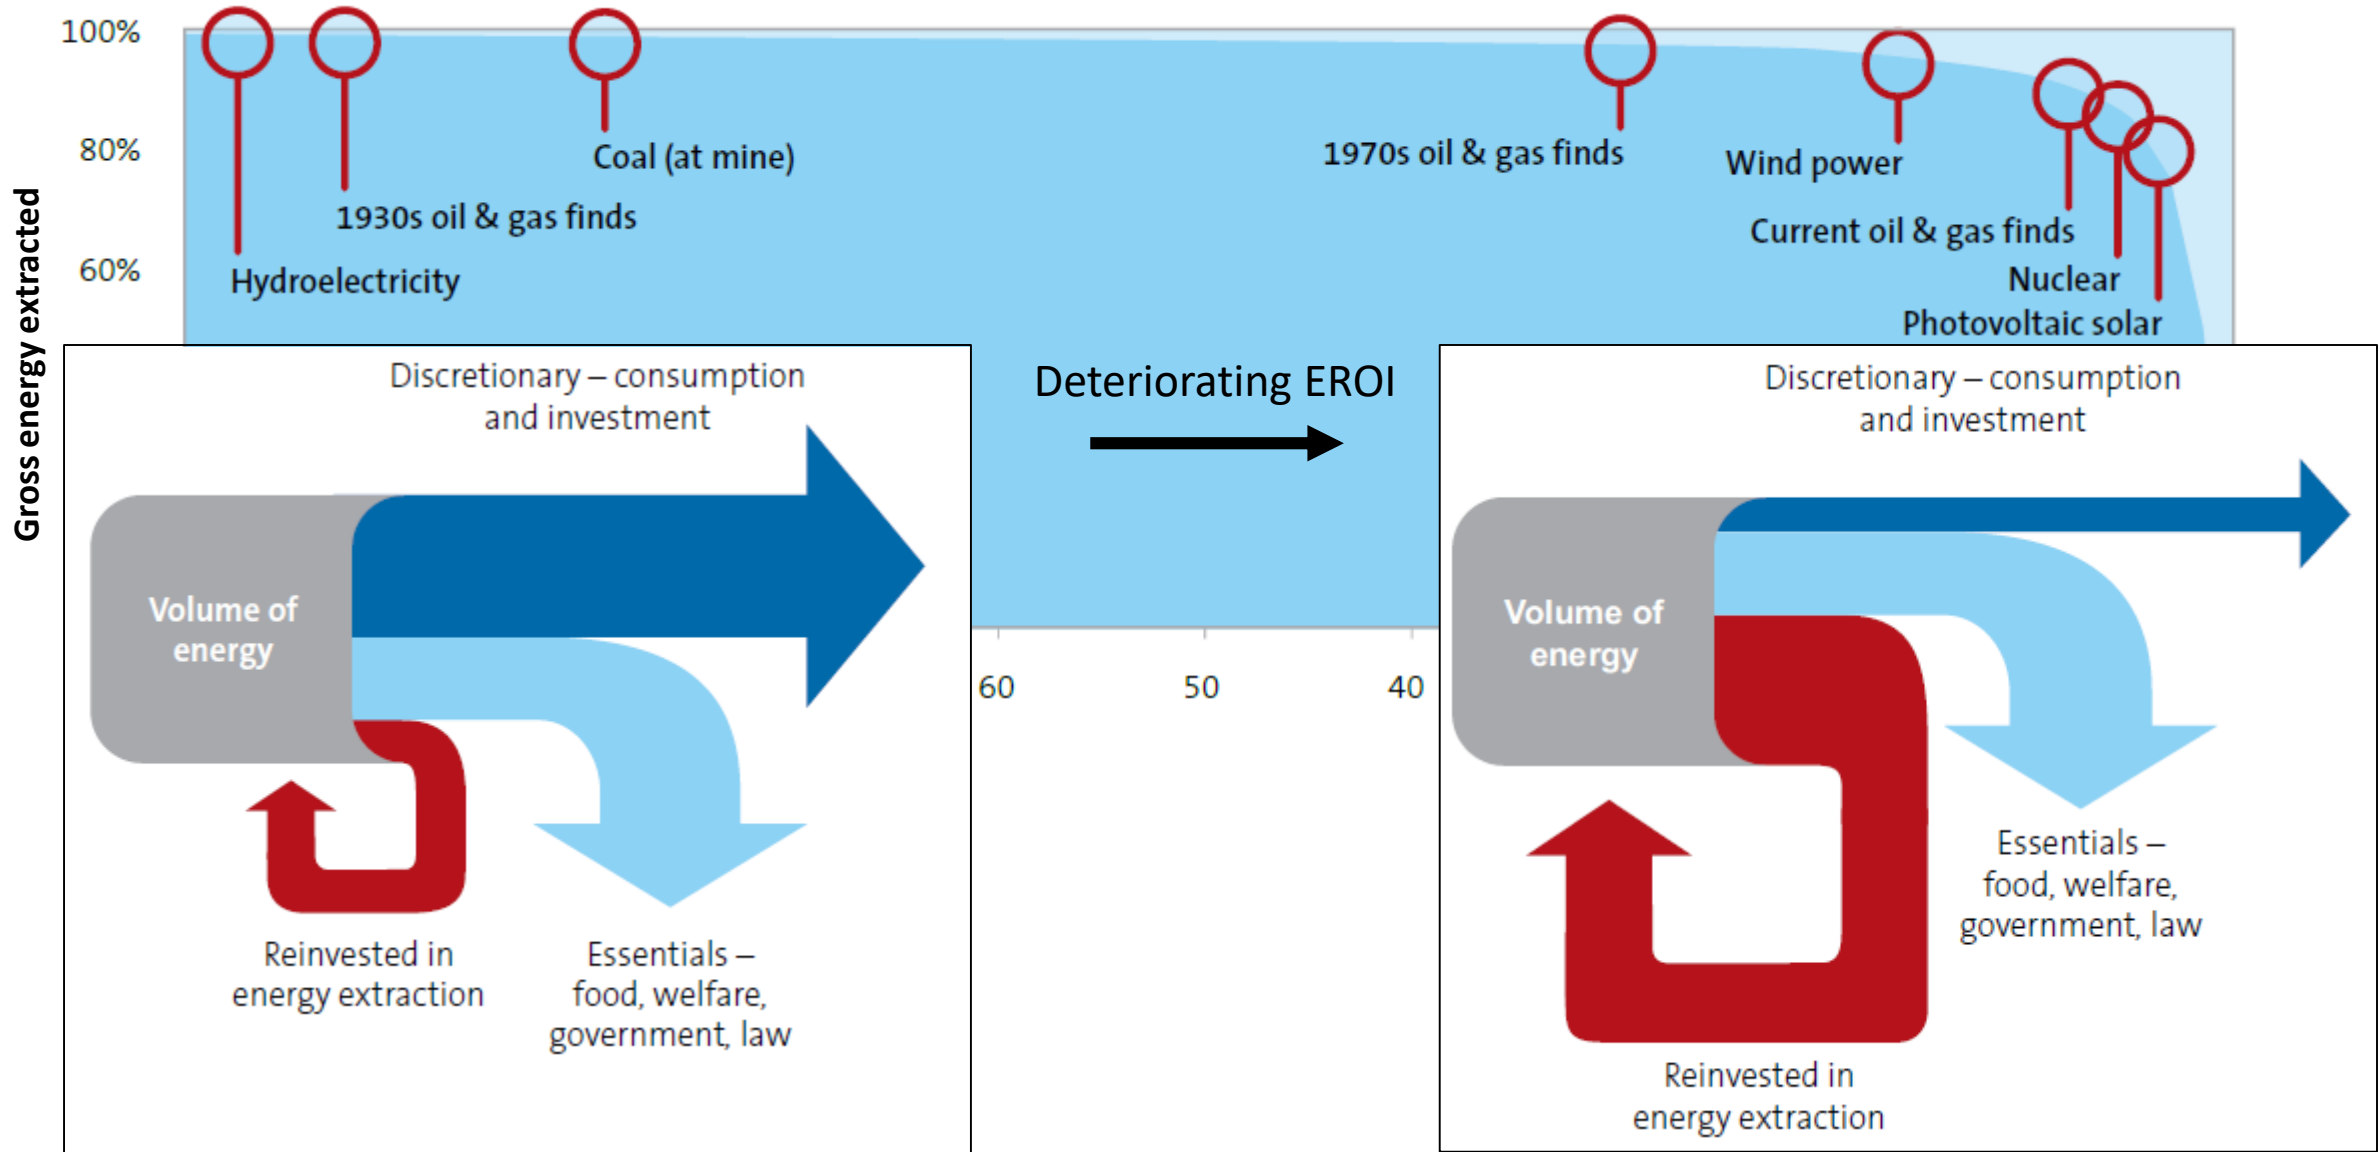 100%
80%
60%
Gross energy extracted
Hydroelectricity
1930s oil & gas finds
Coal (at mine)
1970s oil & gas finds
Wind power
Current oil & gas finds
Nuclear
Photovoltaic solar
Discretionary – consumption
and investment
Volume of
energy
Reinvested in
energy extraction
Essentials –
food, welfare,
government, law
Deteriorating EROI
60
50
40
Discretionary – consumption
and investment
Volume of
energy
Essentials –
food, welfare,
government, law
Reinvested in
energy extraction